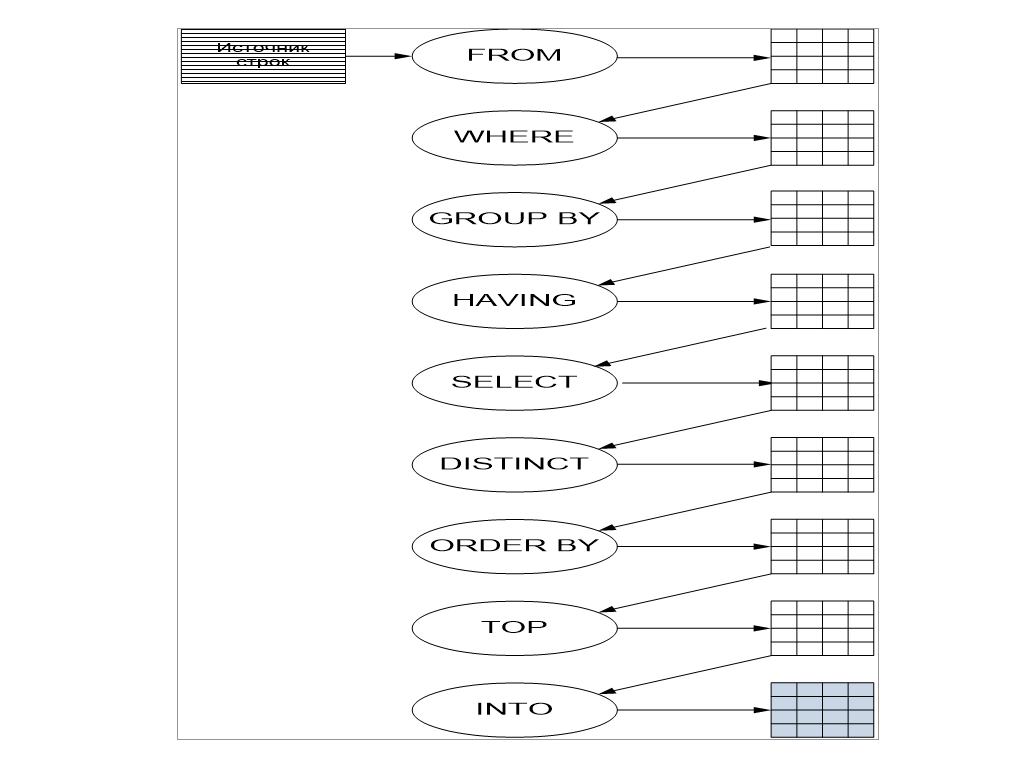 Источник
строк
FROM
WHERE
GROUP BY
HAVING
SELECT
DISTINCT
ORDER BY
TOP
INTO